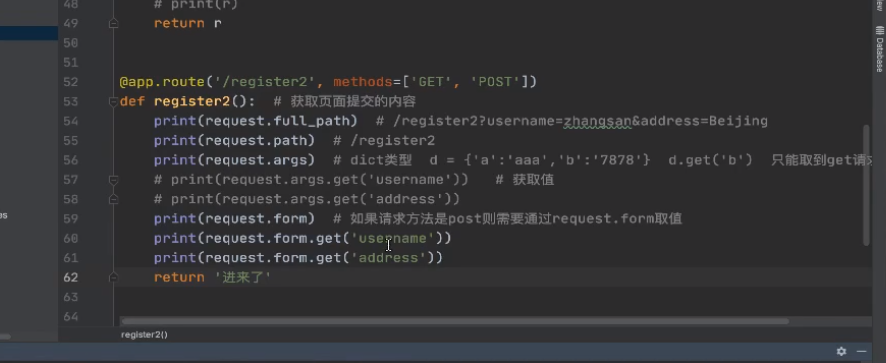 48 # print(r)
49 return r
50
51
52 @app.route('/register2', methods=['GET', 'POST'])
53 def register2():  # 获取页面提交的内容
54 print(request.full_path)  # /register2?username=zhangsan&address=Beijing
55 print(request.path)  # /register2
56 print(request.args)  # dict类型  d = {'a':'aaa','b':'7878'}  d.get('b')  只能取到get请求
57 # print(request.args.get('username'))  # 获取值
58 # print(request.args.get('address'))
59 print(request.form)  # 如果请求方法是post则需要通过request.form取值
60 print(request.form.get('username'))
61 print(request.form.get('address'))
62 return '进来了'
63
64
register2()
es
Database